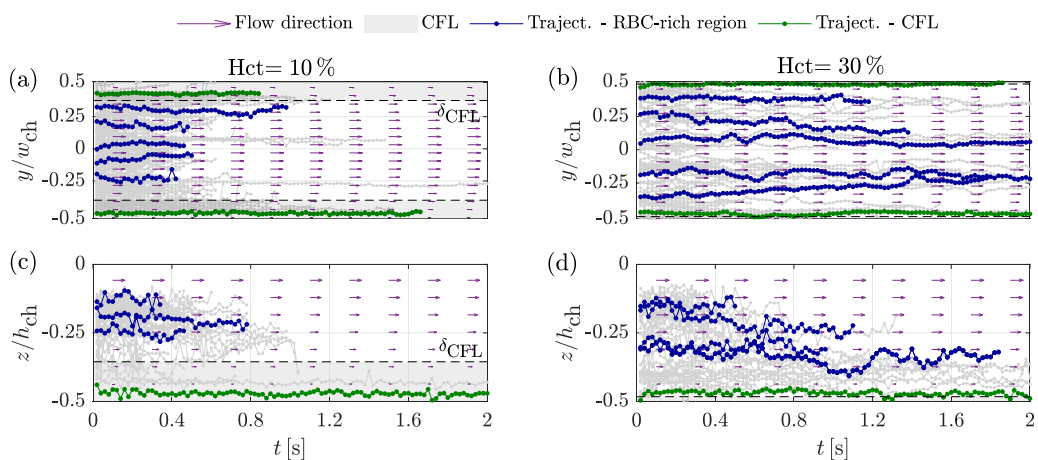 Flow direction CFL Traject. - RBC-rich region Traject. - CFL
(a) Hct= 10 % (b) Hct= 30 %
0.5 0.25 0 -0.25 -0.5
y/w_ch
δ_CFL
0.5 0.25 0 -0.25 -0.5
y/w_ch
(c) (d)
0 -0.25 -0.5
z/h_ch
δ_CFL
0 -0.25 -0.5
z/h_ch
0 0.4 0.8 1.2 1.6 2
0 0.4 0.8 1.2 1.6 2
t [s] t [s]